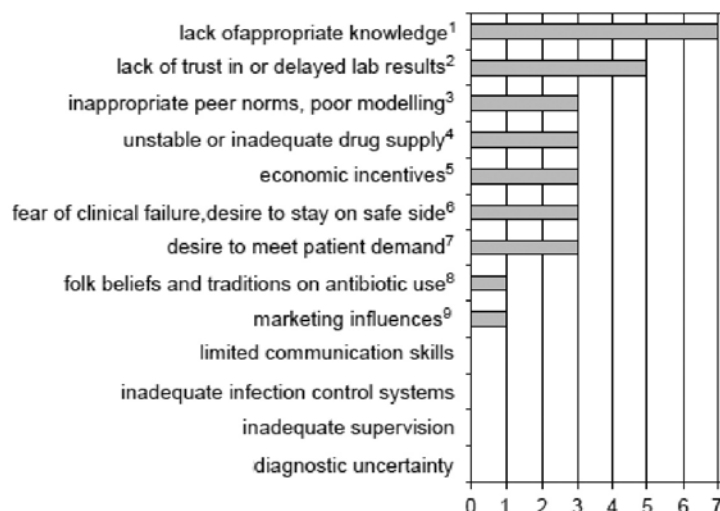 lack ofappropriate knowledge¹
lack of trust in or delayed lab results²
inappropriate peer norms, poor modelling³
unstable or inadequate drug supply⁴
economic incentives⁵
fear of clinical failure,desire to stay on safe side⁶
desire to meet patient demand⁷
folk beliefs and traditions on antibiotic use⁸
marketing influences⁹
limited communication skills
inadequate infection control systems
inadequate supervision
diagnostic uncertainty
0 1 2 3 4 5 6 7